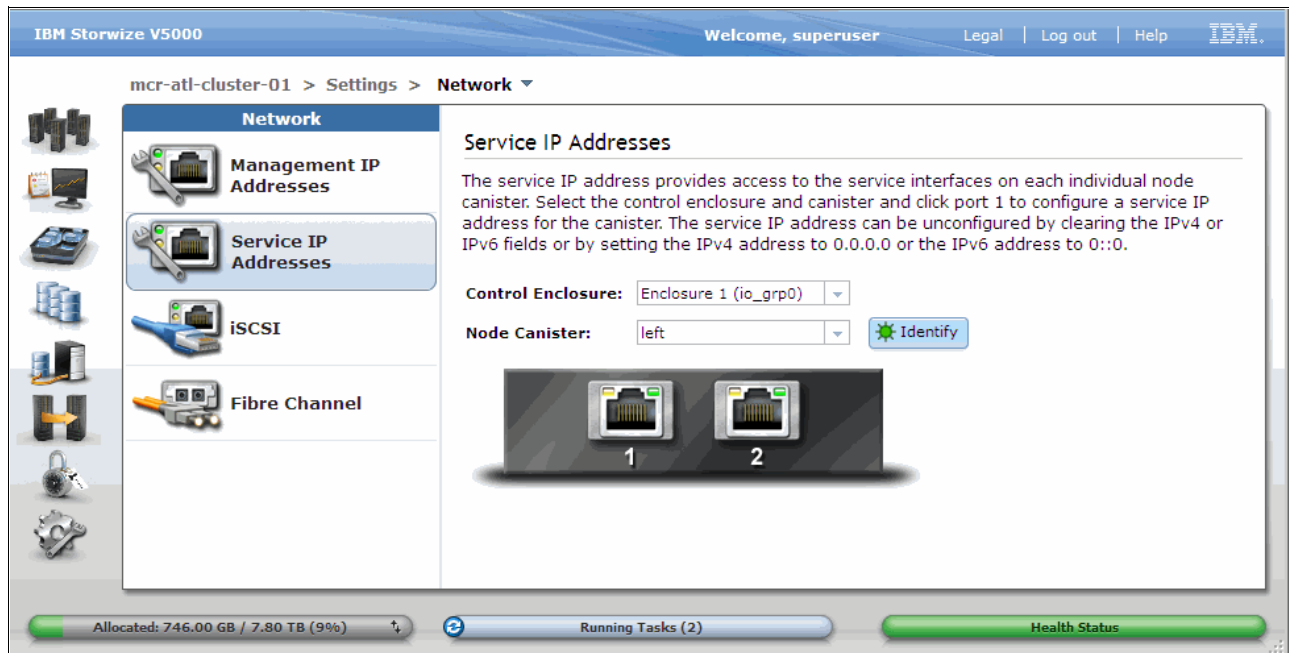 IBM Storwize V5000
Welcome, superuser
Legal | Log out | Help
IBM.
mcr-atl-cluster-01 > Settings > Network
Network
Management IP
Addresses
Service IP
Addresses
iSCSI
Fibre Channel
Service IP Addresses
The service IP address provides access to the service interfaces on each individual node
canister. Select the control enclosure and canister and click port 1 to configure a service IP
address for the canister. The service IP address can be unconfigured by clearing the IPv4 or
IPv6 fields or by setting the IPv4 address to 0.0.0.0 or the IPv6 address to 0::0.
Control Enclosure: Enclosure 1 (io_grp0)
Node Canister: left Identify
1 2
Allocated: 746.00 GB / 7.80 TB (9%)
Running Tasks (2)
Health Status